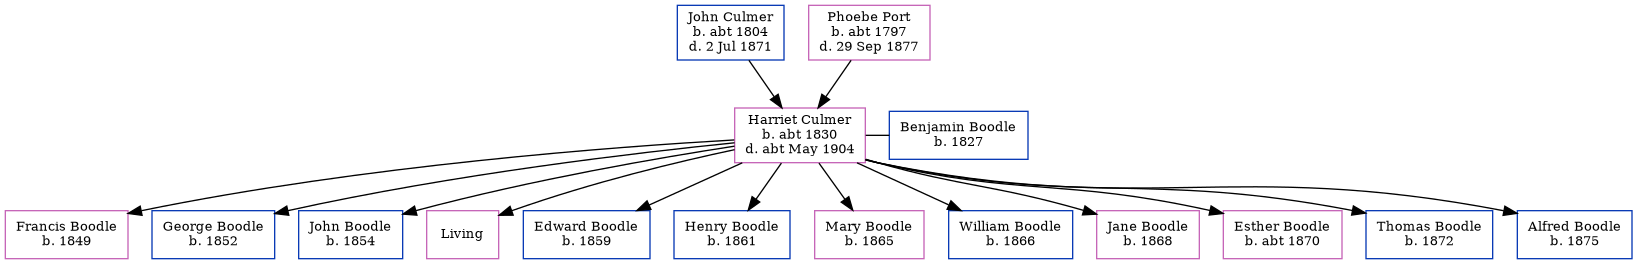 John Culmer
b. abt 1804
d. 2 Jul 1871
Phoebe Port
b. abt 1797
d. 29 Sep 1877
Harriet Culmer
b. abt 1830
d. abt May 1904
Benjamin Boodle
b. 1827
Francis Boodle
b. 1849
George Boodle
b. 1852
John Boodle
b. 1854
Living
Edward Boodle
b. 1859
Henry Boodle
b. 1861
Mary Boodle
b. 1865
William Boodle
b. 1866
Jane Boodle
b. 1868
Esther Boodle
b. abt 1870
Thomas Boodle
b. 1872
Alfred Boodle
b. 1875